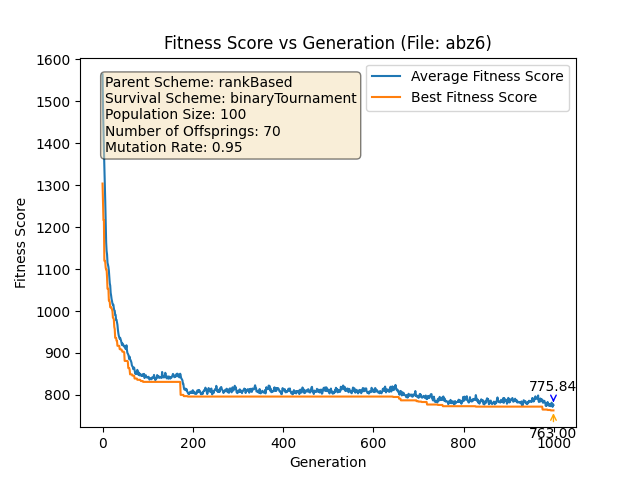 Fitness Score vs Generation (File: abz6)
Parent Scheme: rankBased
Survival Scheme: binaryTournament
Population Size: 100
Number of Offsprings: 70
Mutation Rate: 0.95
Average Fitness Score
Best Fitness Score
Fitness Score
1600
1500
1400
1300
1200
1100
1000
900
800
775.84
763.00
0
200
400
600
800
1000
Generation